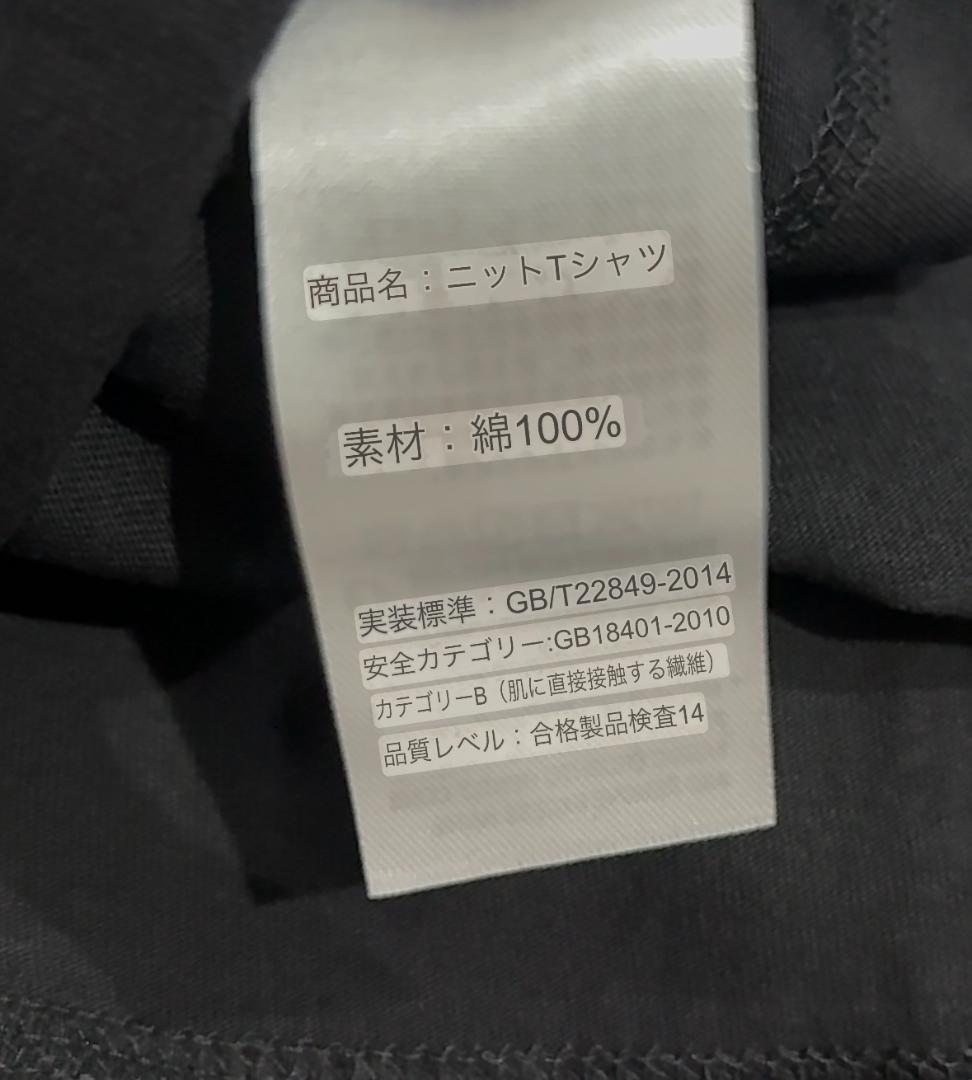 商品名：ニットTシャツ
素材：綿100%
実装標準：GB/T22849-2014
安全カテゴリー:GB18401-2010
カテゴリーB（肌に直接接触する繊維）
品質レベル：合格製品検査14